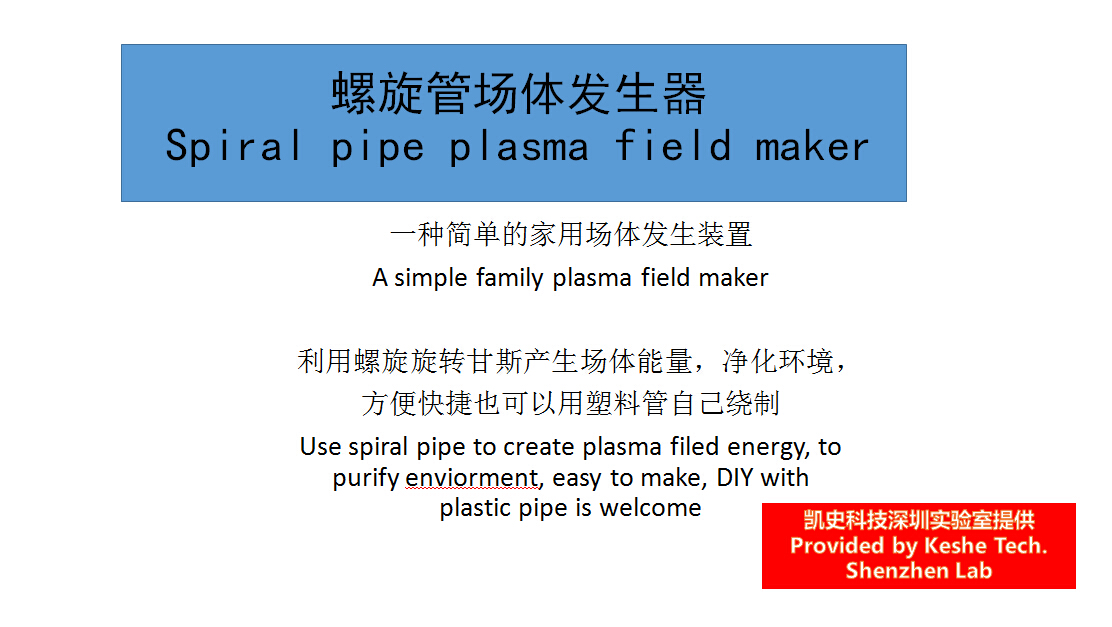 螺旋管场体发生器
Spiral pipe plasma field maker
一种简单的家用场体发生装置
A simple family plasma field maker
利用螺旋旋转甘斯产生场体能量，净化环境，
方便快捷也可以用塑料管自己绕制
Use spiral pipe to create plasma filed energy, to
purify enviorment, easy to make, DIY with
plastic pipe is welcome
凯史科技深圳实验室提供
Provided by Keshe Tech.
Shenzhen Lab